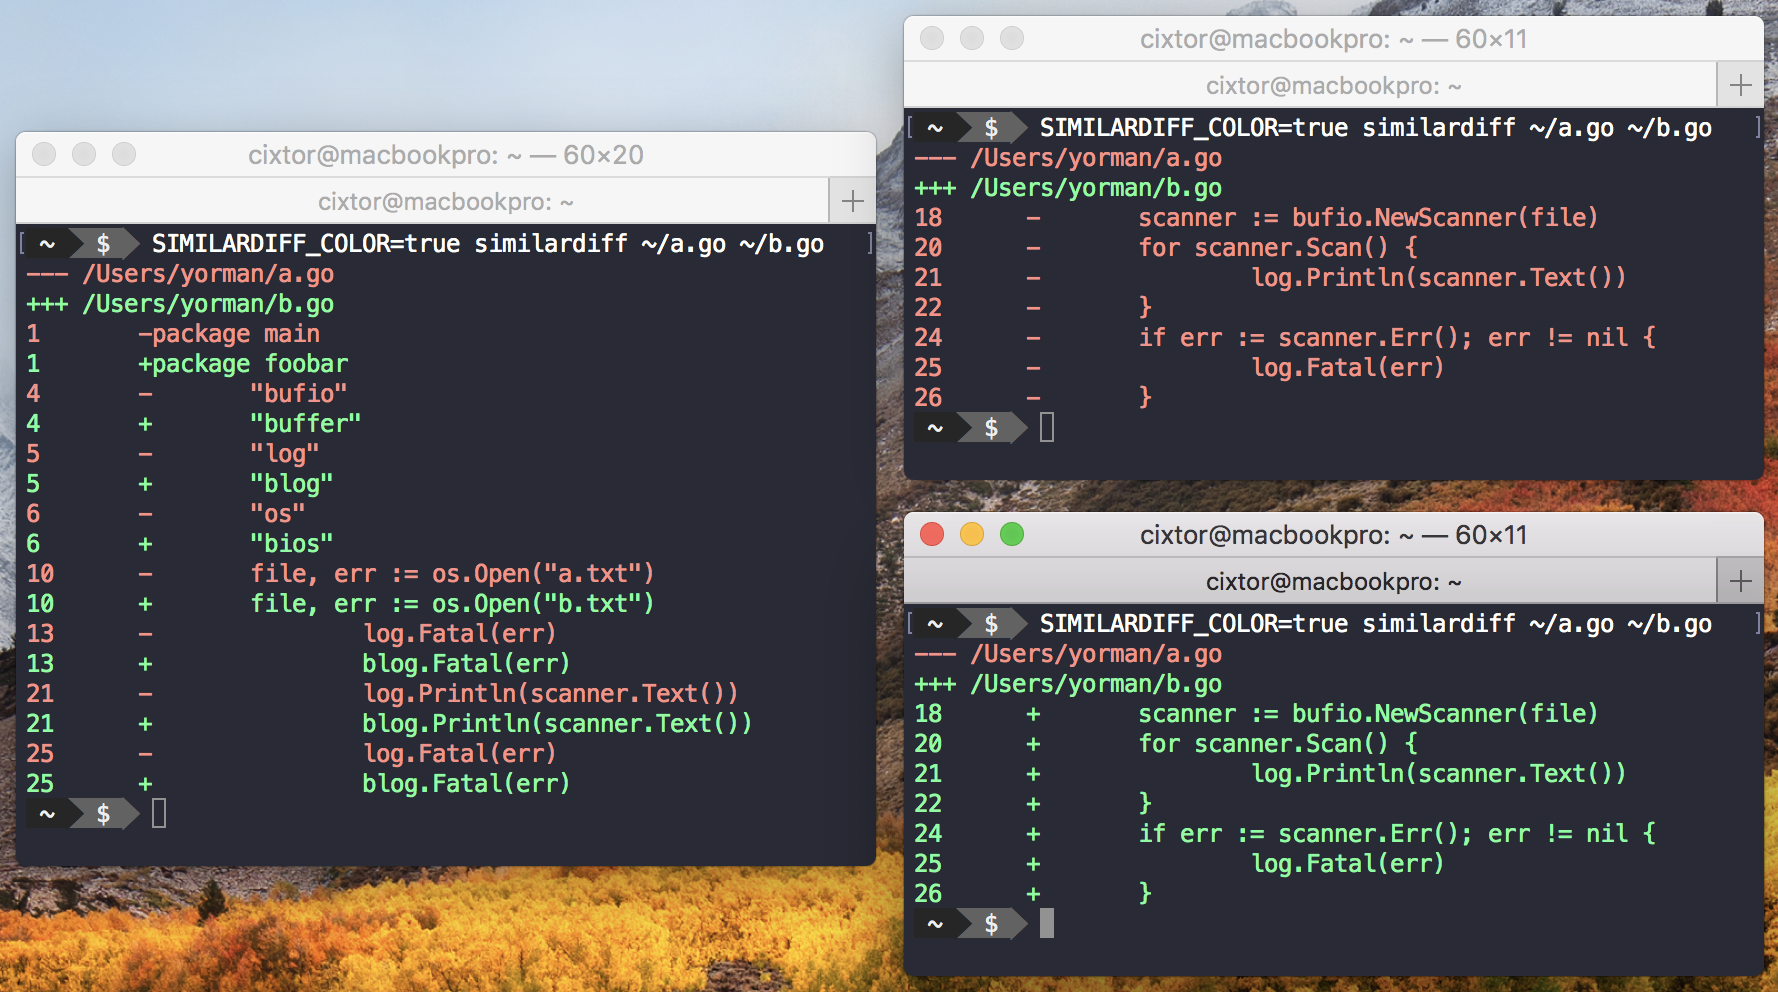 cixtor@macbookpro: ~ — 60×20
cixtor@macbookpro: ~
~ $ SIMILARDIFF_COLOR=true similardiff ~/a.go ~/b.go
--- /Users/yorman/a.go
+++ /Users/yorman/b.go
1 -package main
1 +package foobar
4 - "bufio"
4 + "buffer"
5 - "log"
5 + "blog"
6 - "os"
6 + "bios"
10 - file, err := os.Open("a.txt")
10 + file, err := os.Open("b.txt")
13 - log.Fatal(err)
13 + blog.Fatal(err)
21 - log.Println(scanner.Text())
21 + blog.Println(scanner.Text())
25 - log.Fatal(err)
25 + blog.Fatal(err)
~ $
cixtor@macbookpro: ~ — 60×11
cixtor@macbookpro: ~
~ $ SIMILARDIFF_COLOR=true similardiff ~/a.go ~/b.go
--- /Users/yorman/a.go
+++ /Users/yorman/b.go
18 - scanner := bufio.NewScanner(file)
20 - for scanner.Scan() {
21 - log.Println(scanner.Text())
22 - }
24 - if err := scanner.Err(); err != nil {
25 - log.Fatal(err)
26 - }
~ $
cixtor@macbookpro: ~ — 60×11
cixtor@macbookpro: ~
~ $ SIMILARDIFF_COLOR=true similardiff ~/a.go ~/b.go
--- /Users/yorman/a.go
+++ /Users/yorman/b.go
18 + scanner := bufio.NewScanner(file)
20 + for scanner.Scan() {
21 + log.Println(scanner.Text())
22 + }
24 + if err := scanner.Err(); err != nil {
25 + log.Fatal(err)
26 + }
~ $